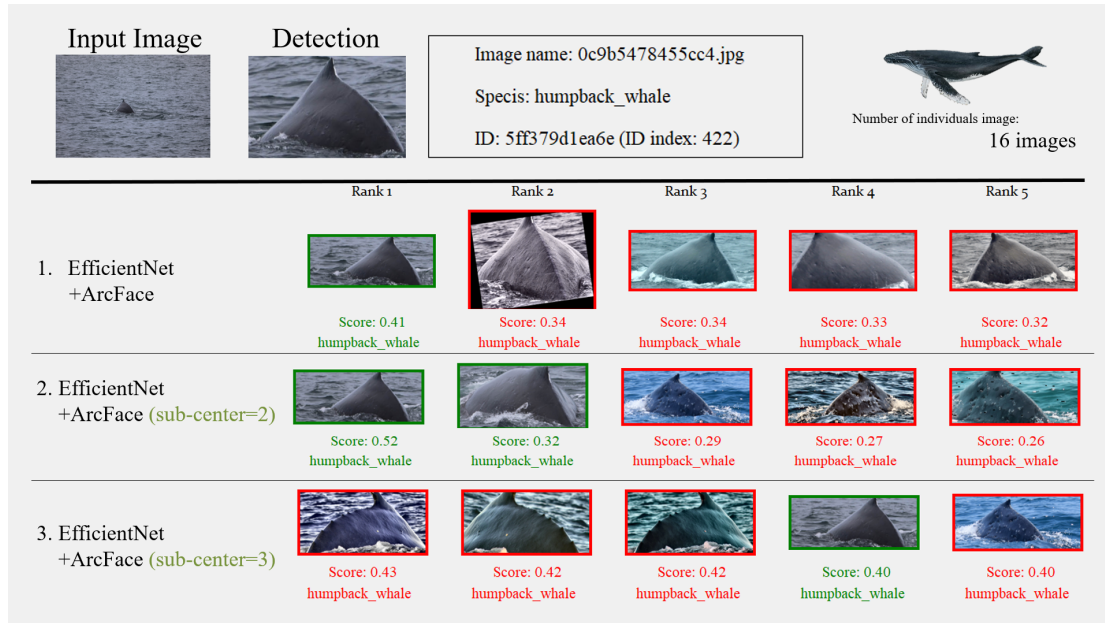 Input Image
Detection
Image name: 0c9b5478455cc4.jpg
Specis: humpback_whale
ID: 5ff379d1ea6e (ID index: 422)
Number of individuals image:
16 images
Rank 1 Rank 2 Rank 3 Rank 4 Rank 5
1. EfficientNet
+ArcFace
Score: 0.41 Score: 0.34 Score: 0.34 Score: 0.33 Score: 0.32
humpback_whale humpback_whale humpback_whale humpback_whale humpback_whale
2. EfficientNet
+ArcFace (sub-center=2)
Score: 0.52 Score: 0.32 Score: 0.29 Score: 0.27 Score: 0.26
humpback_whale humpback_whale humpback_whale humpback_whale humpback_whale
3. EfficientNet
+ArcFace (sub-center=3)
Score: 0.43 Score: 0.42 Score: 0.42 Score: 0.40 Score: 0.40
humpback_whale humpback_whale humpback_whale humpback_whale humpback_whale